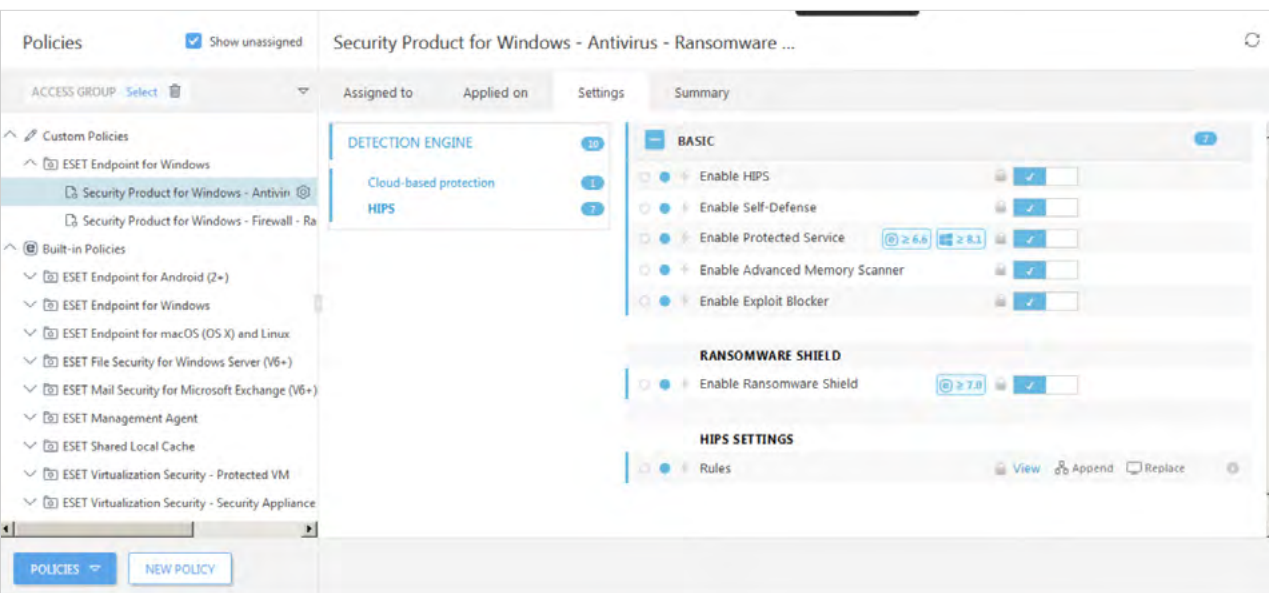 Policies
Show unassigned
Security Product for Windows - Antivirus - Ransomware ...
ACCESS GROUP Select
Assigned to Applied on Settings Summary
Custom Policies
ESET Endpoint for Windows
Security Product for Windows - Antivin
Security Product for Windows - Firewall - Ra
Built-in Policies
ESET Endpoint for Android (2+)
ESET Endpoint for Windows
ESET Endpoint for macOS (OS X) and Linux
ESET File Security for Windows Server (V6+)
ESET Mail Security for Microsoft Exchange (V6+)
ESET Management Agent
ESET Shared Local Cache
ESET Virtualization Security - Protected VM
ESET Virtualization Security - Security Appliance
POLICIES NEW POLICY
DETECTION ENGINE 10
Cloud-based protection 1
HIPS 7
BASIC 7
Enable HIPS
Enable Self-Defense
Enable Protected Service ≥ 6.6 ≥ 8.1
Enable Advanced Memory Scanner
Enable Exploit Blocker
RANSOMWARE SHIELD
Enable Ransomware Shield ≥ 7.0
HIPS SETTINGS
Rules View Append Replace